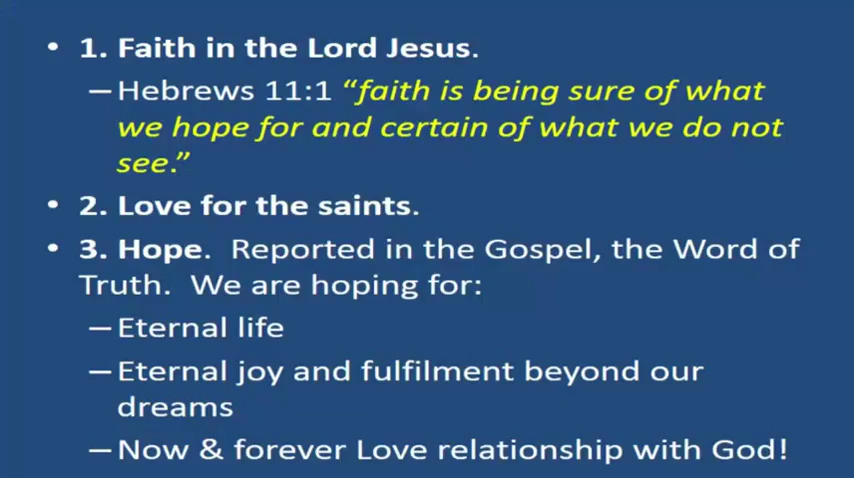 • 1. Faith in the Lord Jesus.
–Hebrews 11:1 “faith is being sure of what
we hope for and certain of what we do not
see.”
• 2. Love for the saints.
• 3. Hope. Reported in the Gospel, the Word of
Truth. We are hoping for:
–Eternal life
–Eternal joy and fulfilment beyond our
dreams
–Now & forever Love relationship with God!